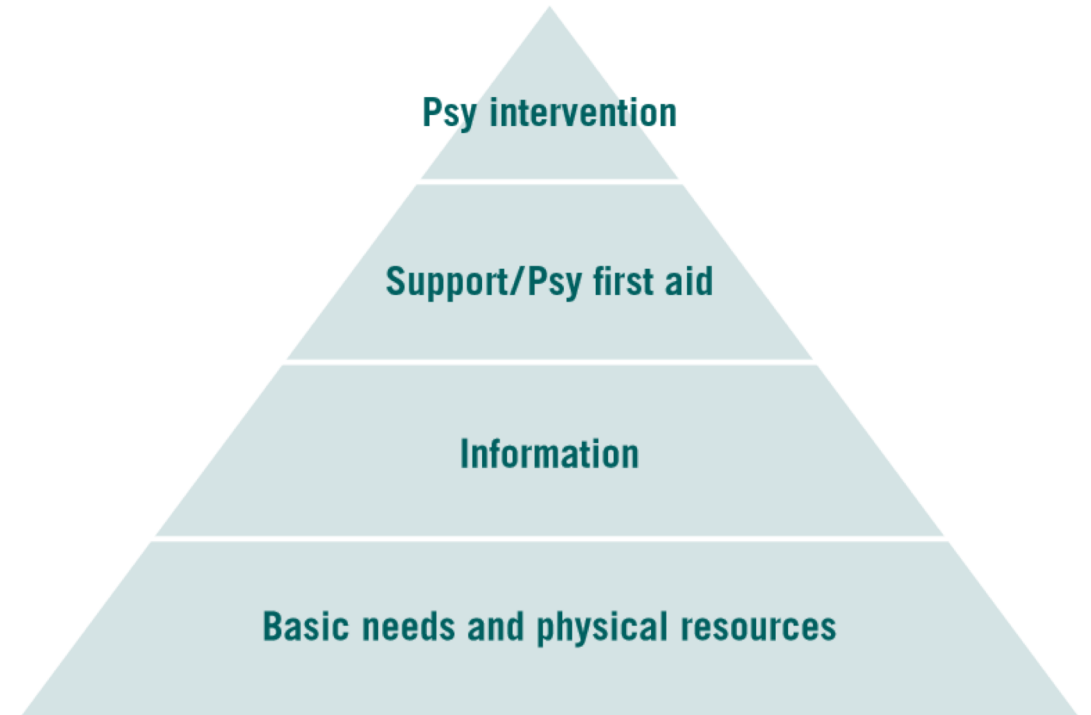 Psy intervention
Support/Psy first aid
Information
Basic needs and physical resources